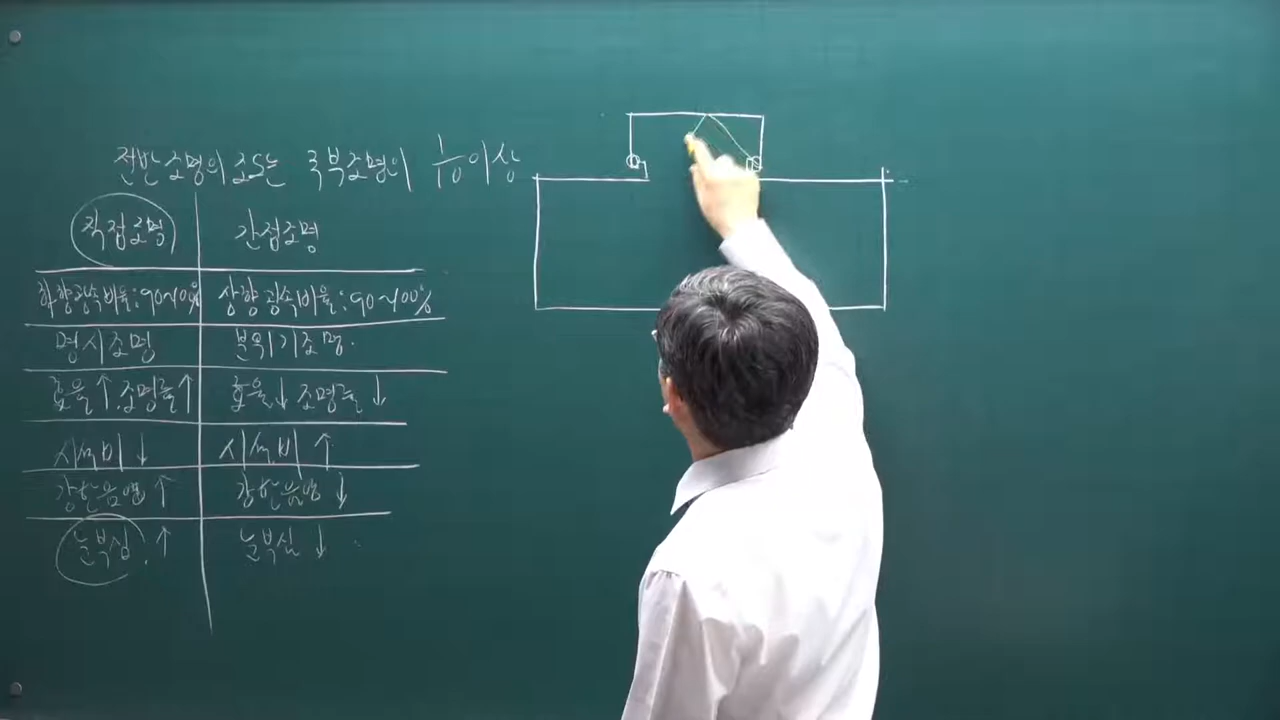 전반조명의 조도는 국부조명의 1/10 이상
직접조명 간접조명
하향광속비율:90~100% 상향광속비율:90~100%
명시조명 분위기조명.
효율↑.조명률↑ 효율↓ 조명률↓
시설비↓ 시설비↑
강한음영↑ 강한음영↓
눈부심.↑ 눈부심↓